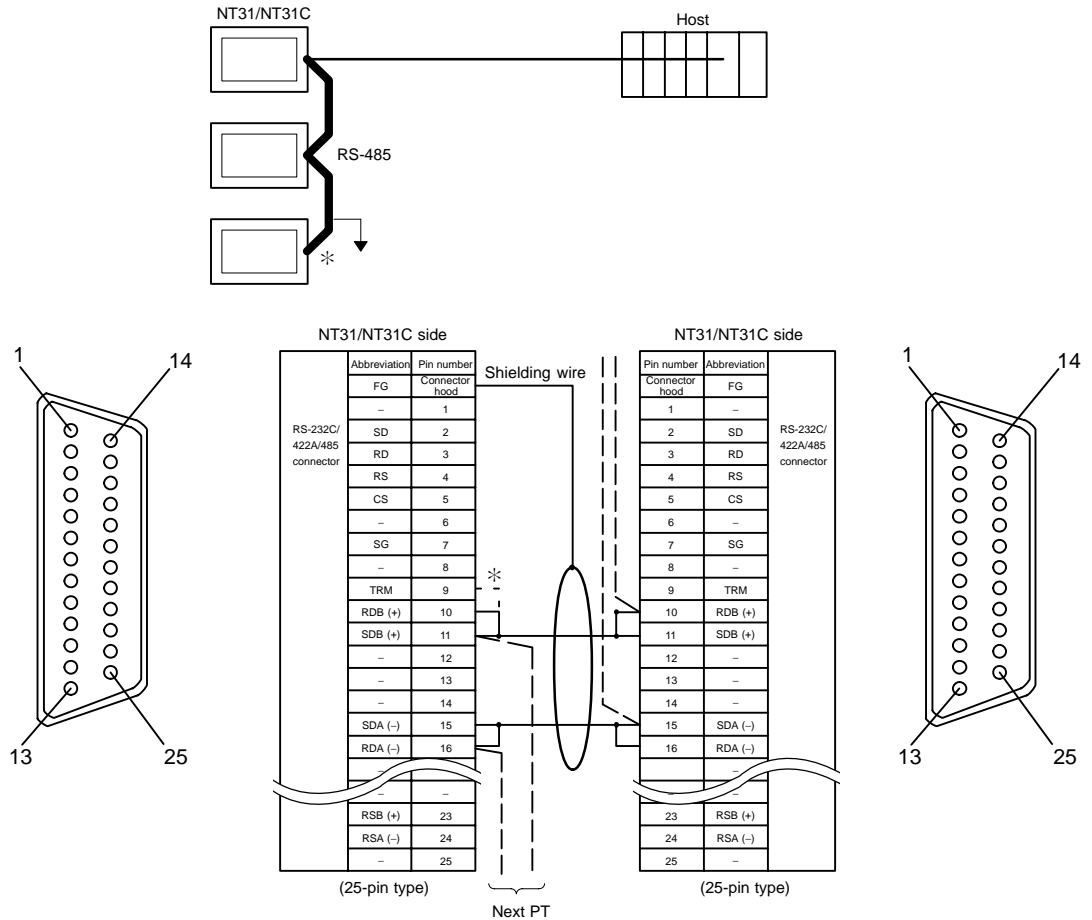 NT31/NT31C
Host
RS-485
*
NT31/NT31C side
NT31/NT31C side
1
14
13
25
Abbreviation Pin number
FG Connector hood
– 1
RS-232C/
422A/485
connector
SD 2
RD 3
RS 4
CS 5
– 6
SG 7
– 8
TRM 9
RDB (+) 10
SDB (+) 11
– 12
– 13
– 14
SDA (–) 15
RDA (–) 16
–
–
RSB (+) 23
RSA (–) 24
– 25
(25-pin type)
Shielding wire
*
Next PT
Pin number Abbreviation
Connector hood FG
1 –
2 SD
3 RD
4 RS
5 CS
6 –
7 SG
8 –
9 TRM
10 RDB (+)
11 SDB (+)
12 –
13 –
14 –
15 SDA (–)
16 RDA (–)
–
– –
23 RSB (+)
24 RSA (–)
25 –
RS-232C/
422A/485
connector
(25-pin type)
1
14
13
25